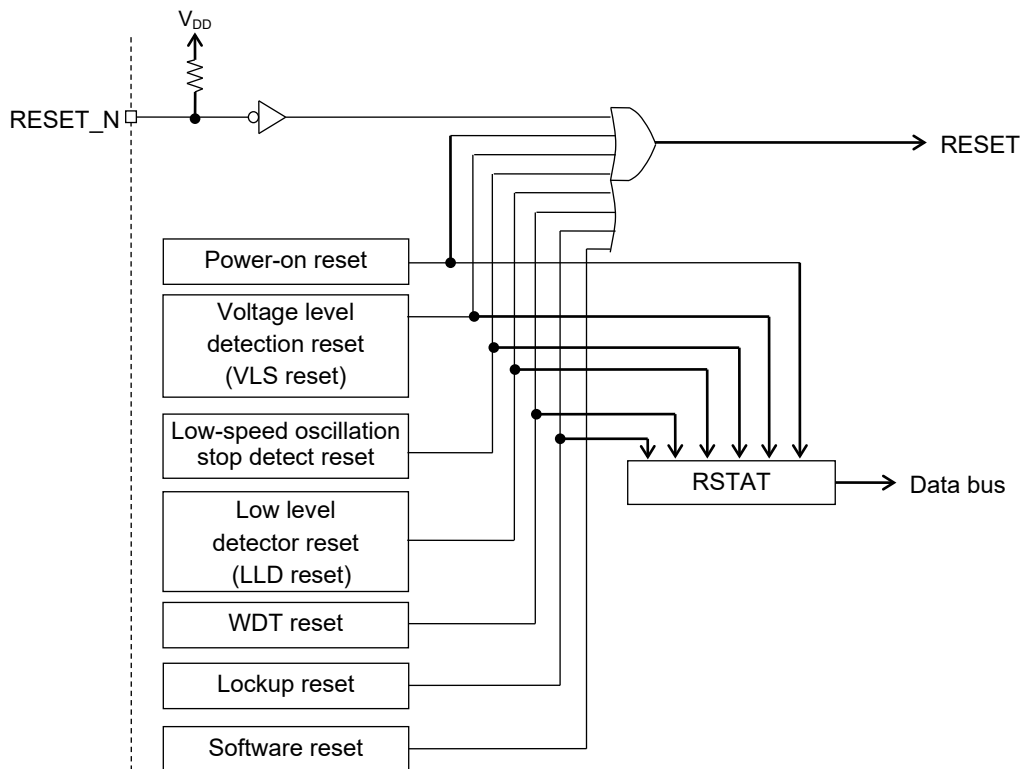 VDD
RESET_N
RESET
Power-on reset
Voltage level
detection reset
(VLS reset)
Low-speed oscillation
stop detect reset
RSTAT
Data bus
Low level
detector reset
(LLD reset)
WDT reset
Lockup reset
Software reset